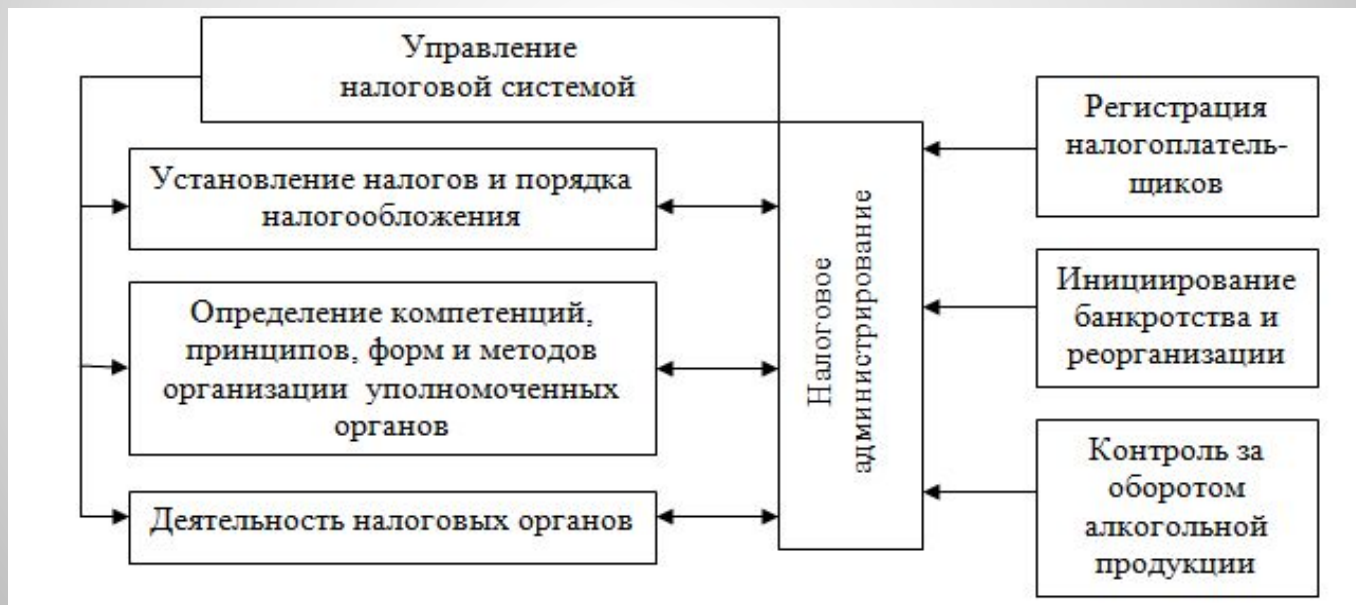 Управление
налоговой системой
Установление налогов и порядка
налогообложения
Определение компетенций,
принципов, форм и методов
организации уполномоченных
органов
Деятельность налоговых органов
Налоговое
администрирование
Регистрация
налогоплатель-
щиков
Инициирование
банкротства и
реорганизации
Контроль за
оборотом
алкогольной
продукции